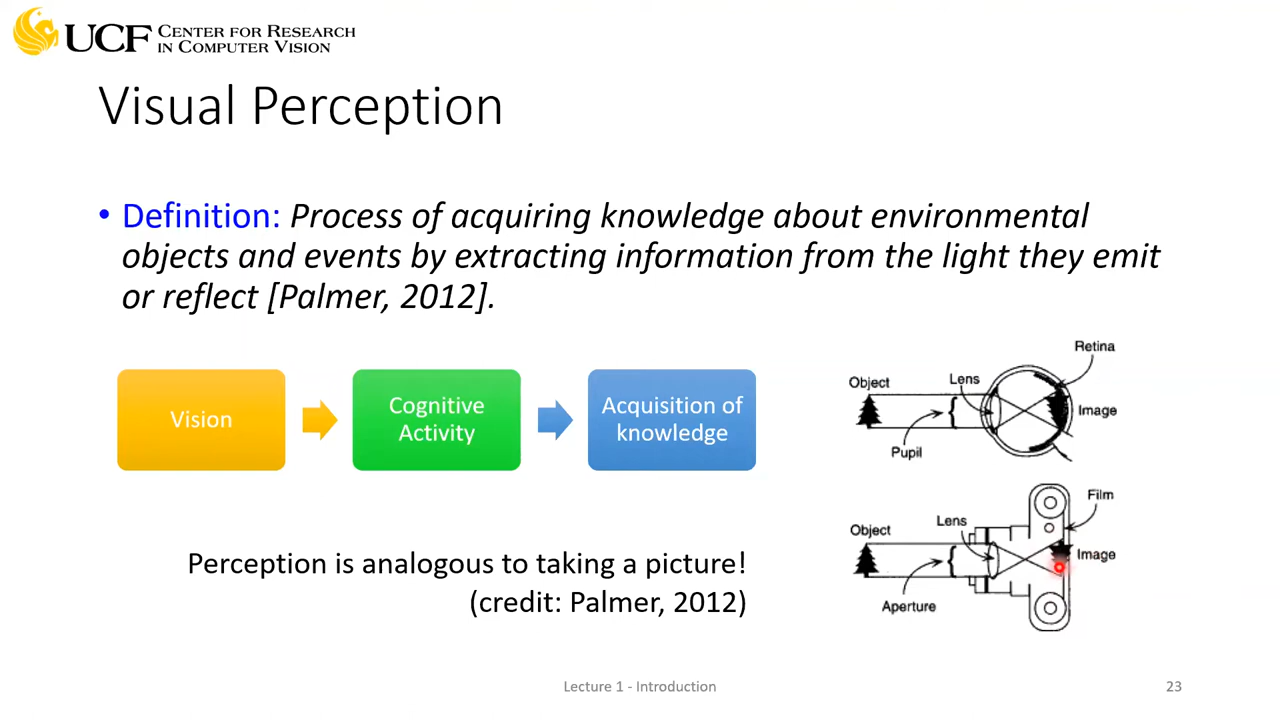 UCF CENTER FOR RESEARCH
IN COMPUTER VISION
Visual Perception
• Definition: Process of acquiring knowledge about environmental
objects and events by extracting information from the light they emit
or reflect [Palmer, 2012].
Vision
Cognitive
Activity
Acquisition of
knowledge
Perception is analogous to taking a picture!
(credit: Palmer, 2012)
Retina
Object
Lens
Image
Pupil
Film
Object
Lens
Image
Aperture
Lecture 1 - Introduction
23